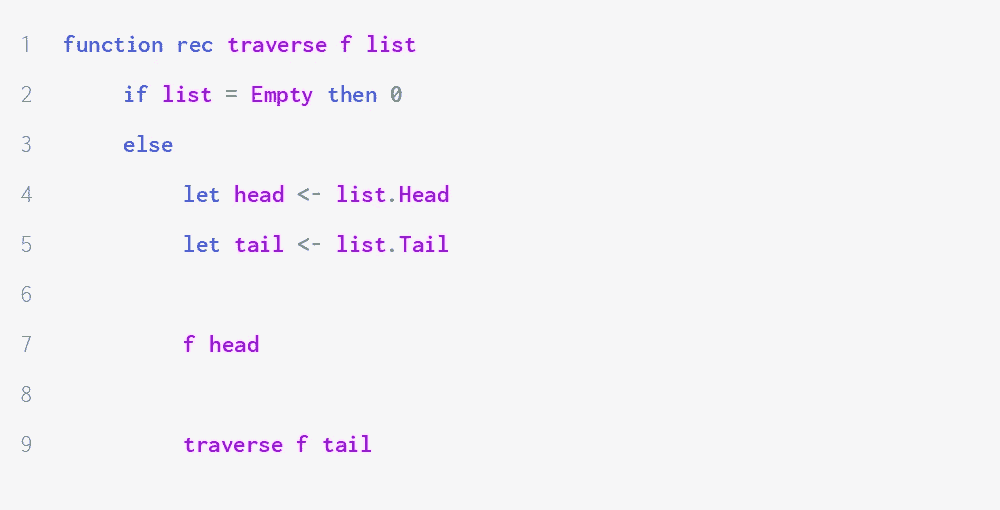 1 function rec traverse f list
2 if list = Empty then 0
3 else
4 let head <- list.Head
5 let tail <- list.Tail
6
7 f head
8
9 traverse f tail